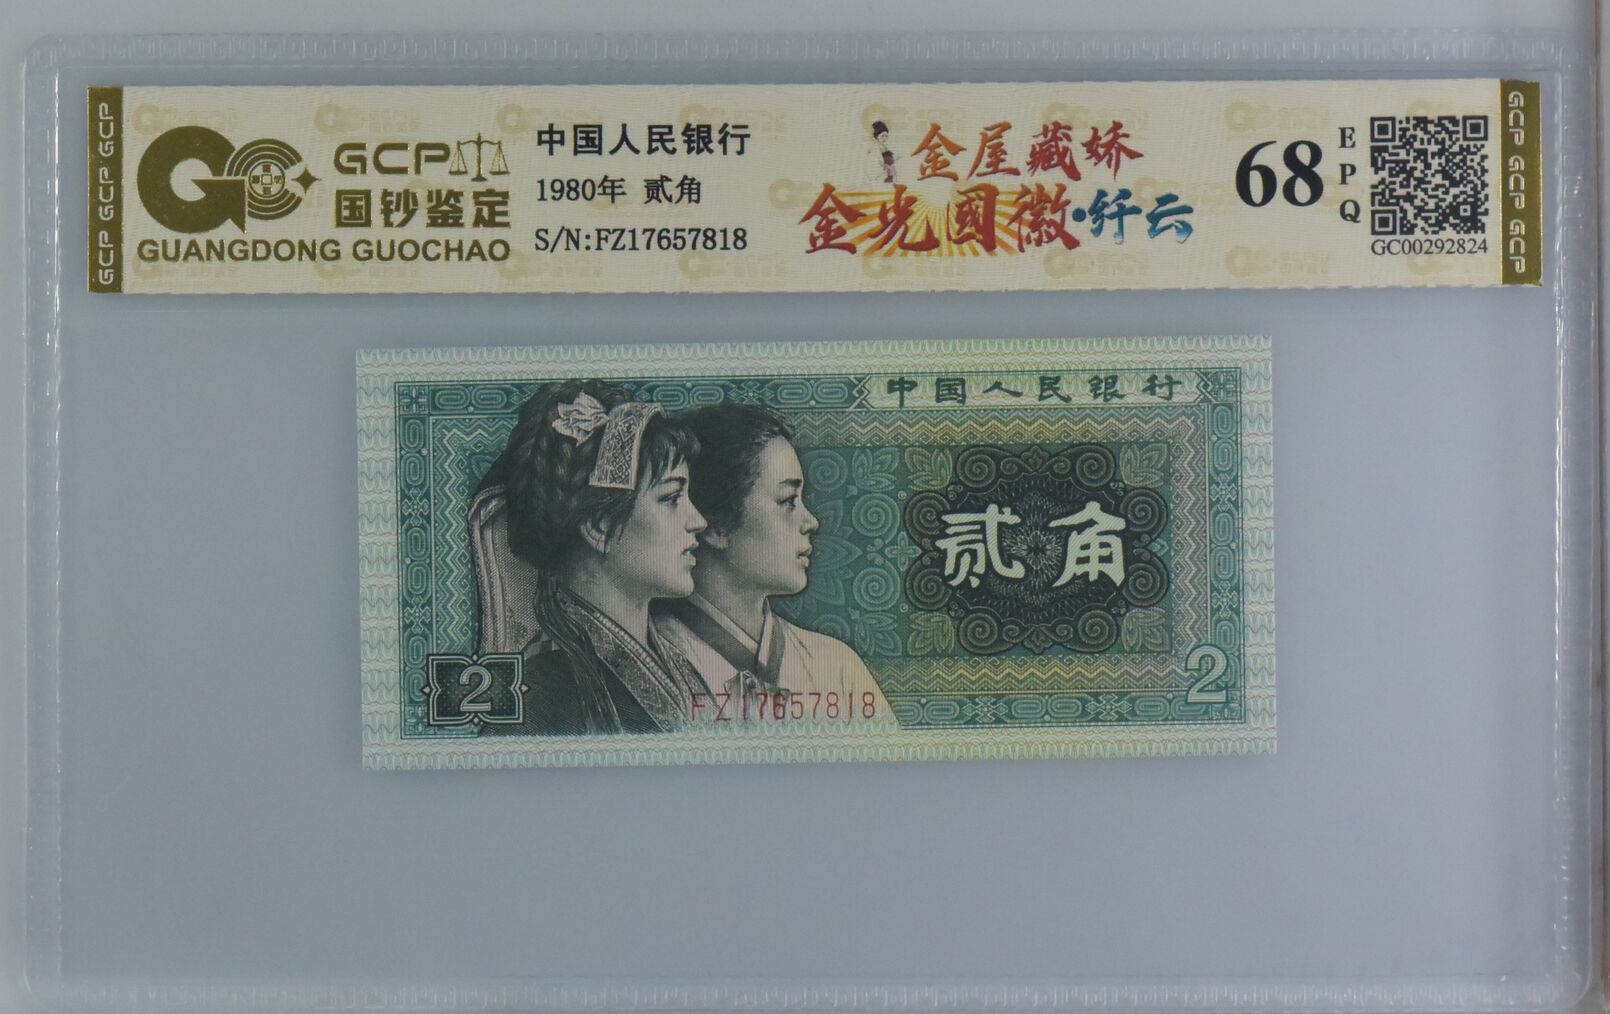 GCP GCP GCP
GCP
国钞鉴定
GUANGDONG GUOCHAO
中国人民银行
1980年 贰角
S/N:FZ17657818
金屋藏娇
金光國徽·纤云
68
EPQ
GC00292824
GCP GCP GCP
中国人民银行
贰角
2
2
FZ17657818